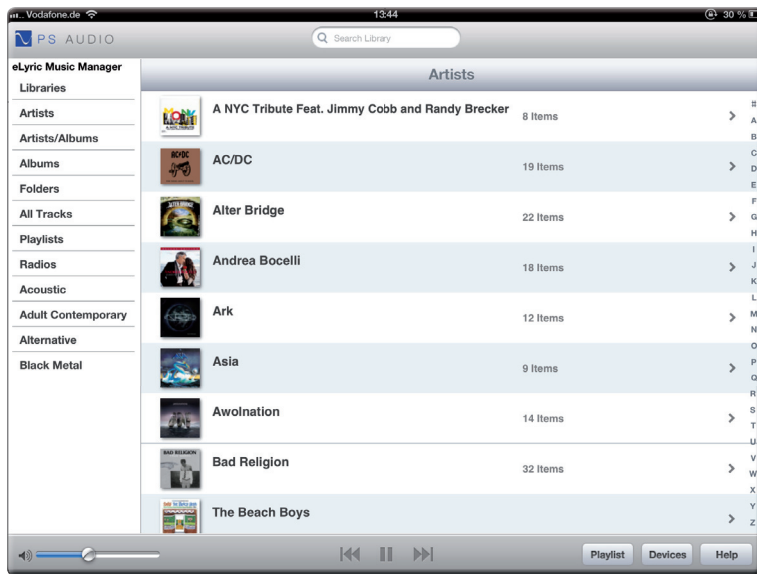 ... Vodafone.de
13:44
30 %
PS AUDIO
Search Library
eLyric Music Manager
Libraries
Artists
Artists/Albums
Albums
Folders
All Tracks
Playlists
Radios
Acoustic
Adult Contemporary
Alternative
Black Metal
Artists
A NYC Tribute Feat. Jimmy Cobb and Randy Brecker
8 Items
AC/DC
19 Items
Alter Bridge
22 Items
Andrea Bocelli
18 Items
Ark
12 Items
Asia
9 Items
Awolnation
14 Items
Bad Religion
32 Items
The Beach Boys
#
A
B
C
D
E
F
G
H
I
J
K
L
M
N
O
P
Q
R
S
T
U
V
W
X
Y
Z
Playlist
Devices
Help